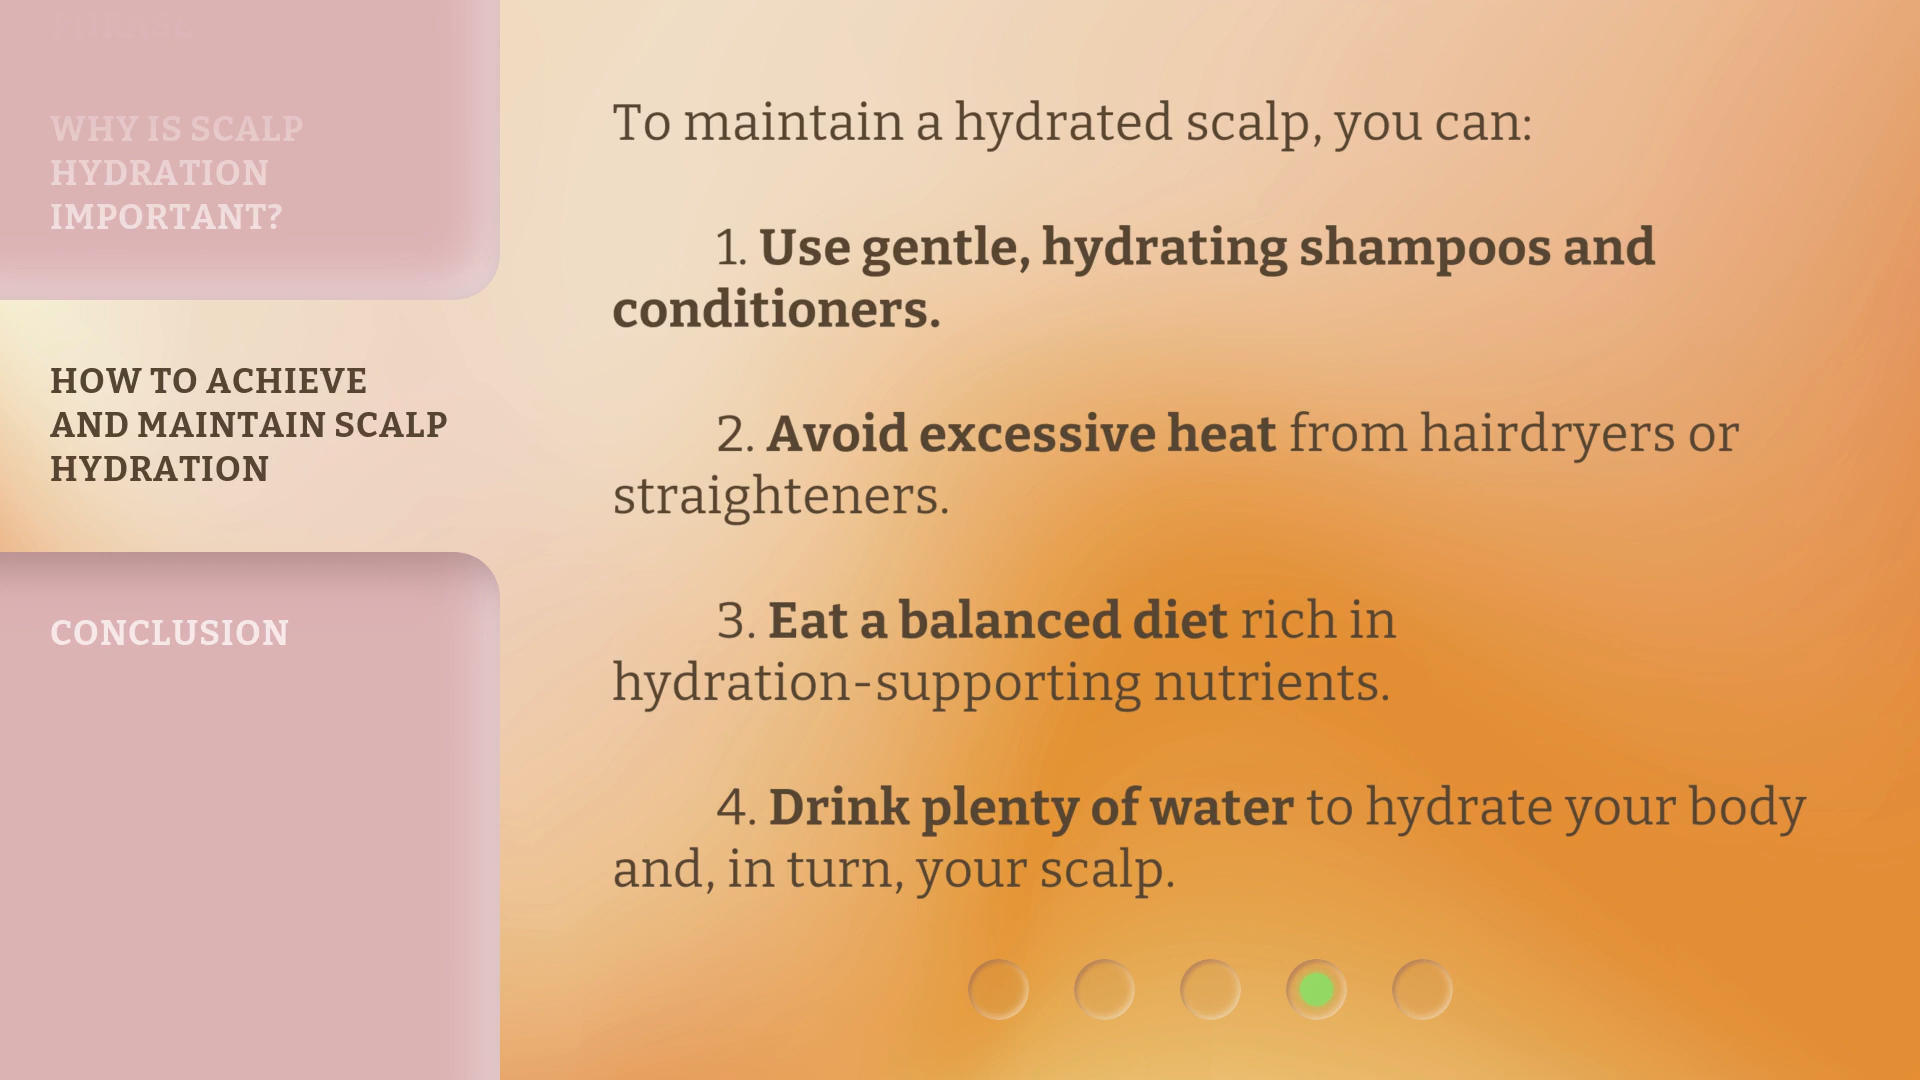 WHY IS SCALP
HYDRATION
IMPORTANT?
HOW TO ACHIEVE
AND MAINTAIN SCALP
HYDRATION
CONCLUSION
To maintain a hydrated scalp, you can:
1. Use gentle, hydrating shampoos and
conditioners.
2. Avoid excessive heat from hairdryers or
straighteners.
3. Eat a balanced diet rich in
hydration-supporting nutrients.
4. Drink plenty of water to hydrate your body
and, in turn, your scalp.